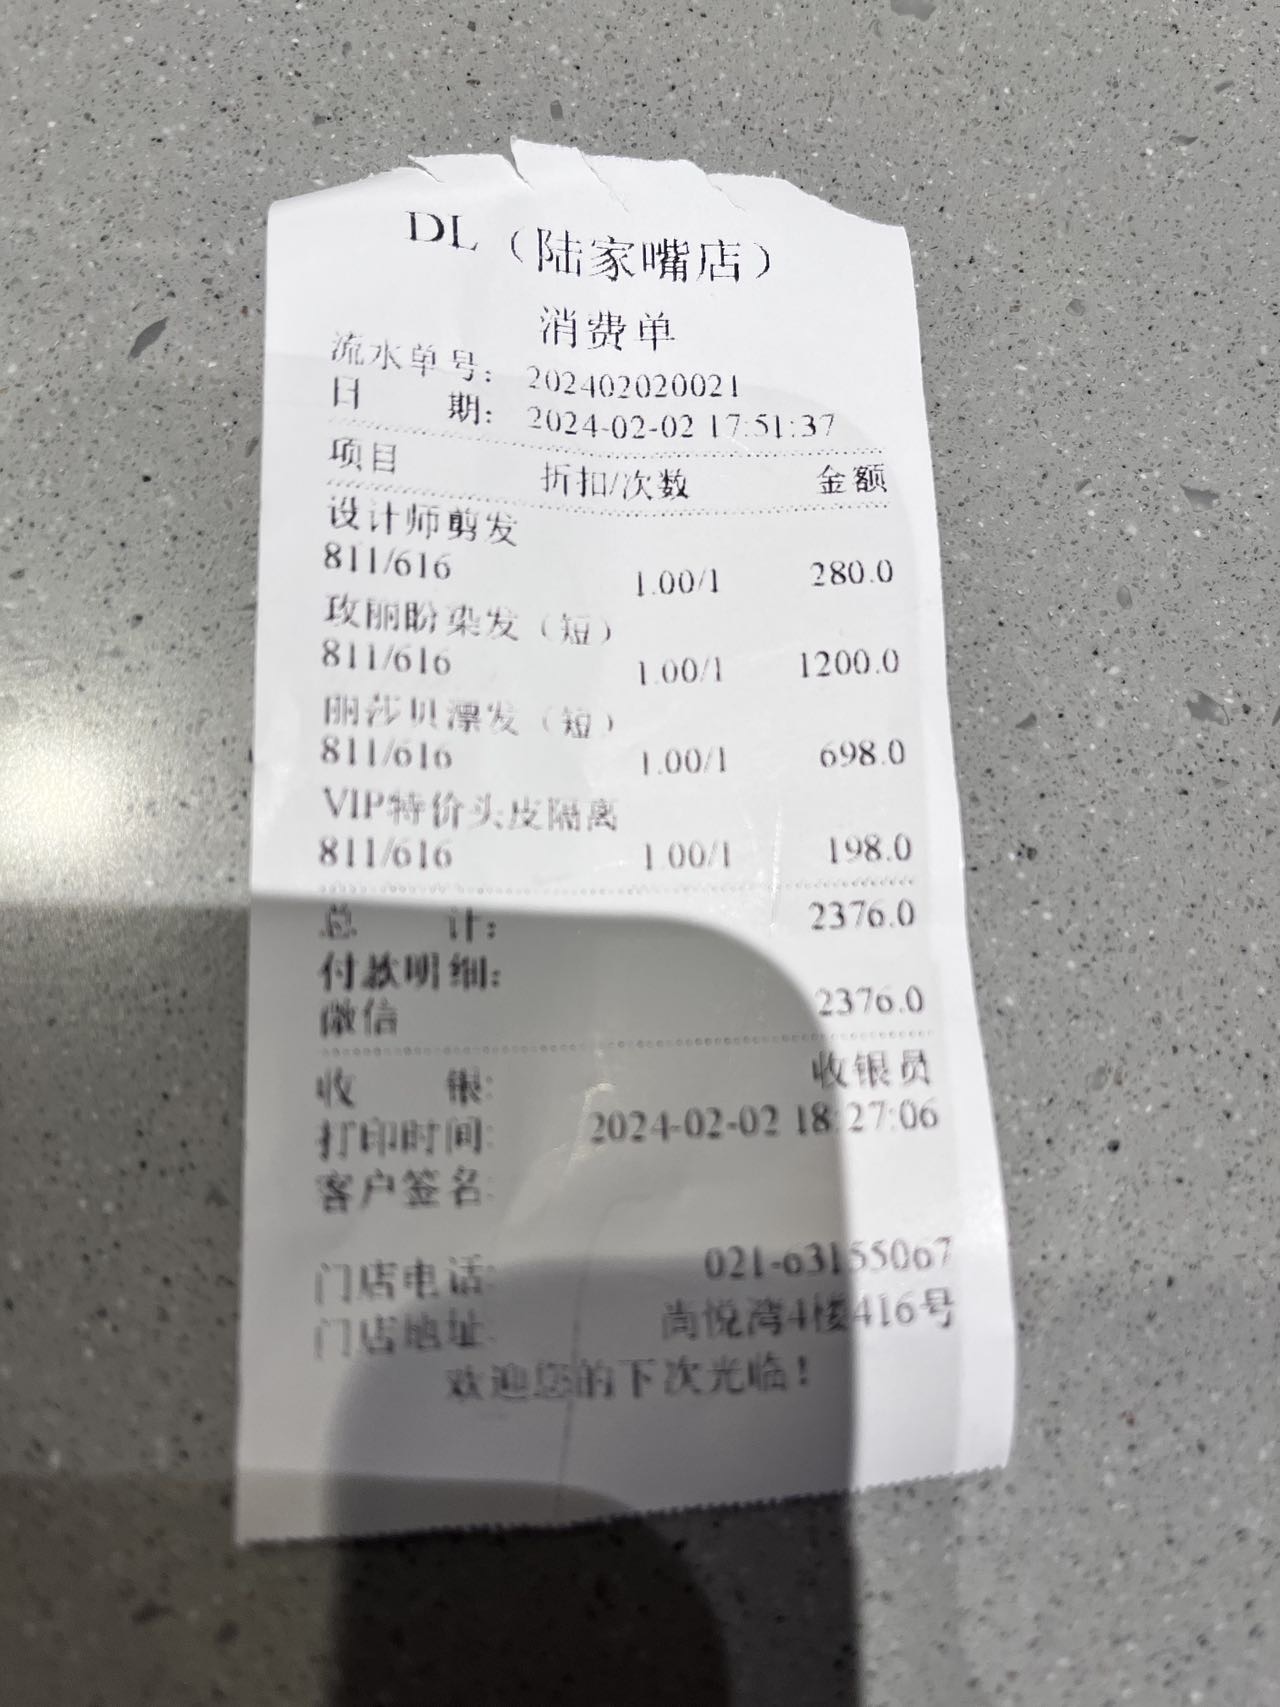 DL（陆家嘴店）
消费单
流水单号： 202402020021
日 期： 2024-02-02 17:51:37
项目 折扣/次数 金额
设计师剪发
811/616 1.00/1 280.0
玫丽盼染发（短）
811/616 1.00/1 1200.0
丽莎贝漂发（短）
811/616 1.00/1 698.0
VIP特价头皮隔离
811/616 1.00/1 198.0
总 计： 2376.0
付款明细：
微信 2376.0
收 银: 收银员
打印时间: 2024-02-02 18:27:06
客户签名:
门店电话: 021-63155067
门店地址: 尚悦湾4楼416号
欢迎您的下次光临！